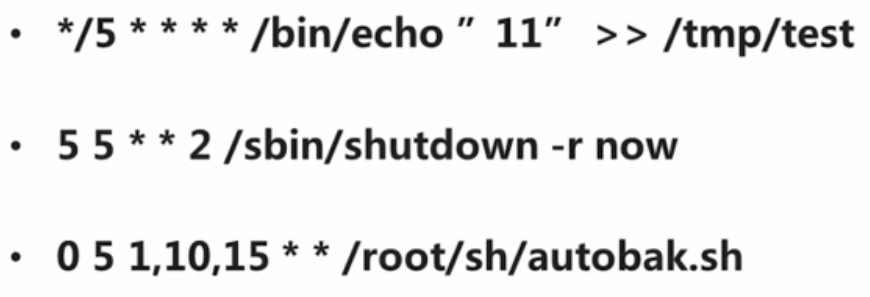 • */5 * * * * /bin/echo ” 11” >> /tmp/test
• 5 5 * * 2 /sbin/shutdown -r now
• 0 5 1,10,15 * * /root/sh/autobak.sh